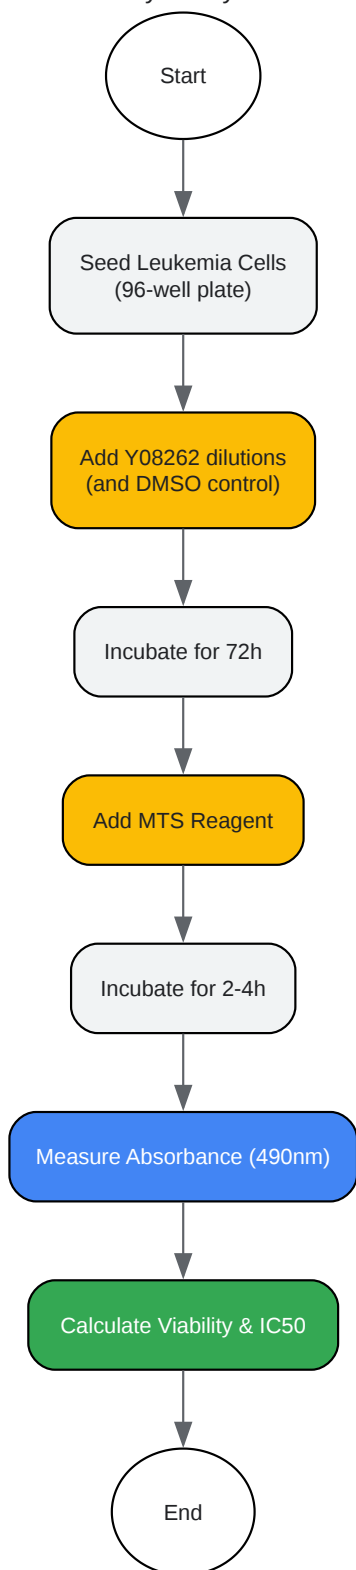 Start
Seed Leukemia Cells
(96-well plate)
Add Y08262 dilutions
(and DMSO control)
Incubate for 72h
Add MTS Reagent
Incubate for 2-4h
Measure Absorbance (490nm)
Calculate Viability & IC50
End